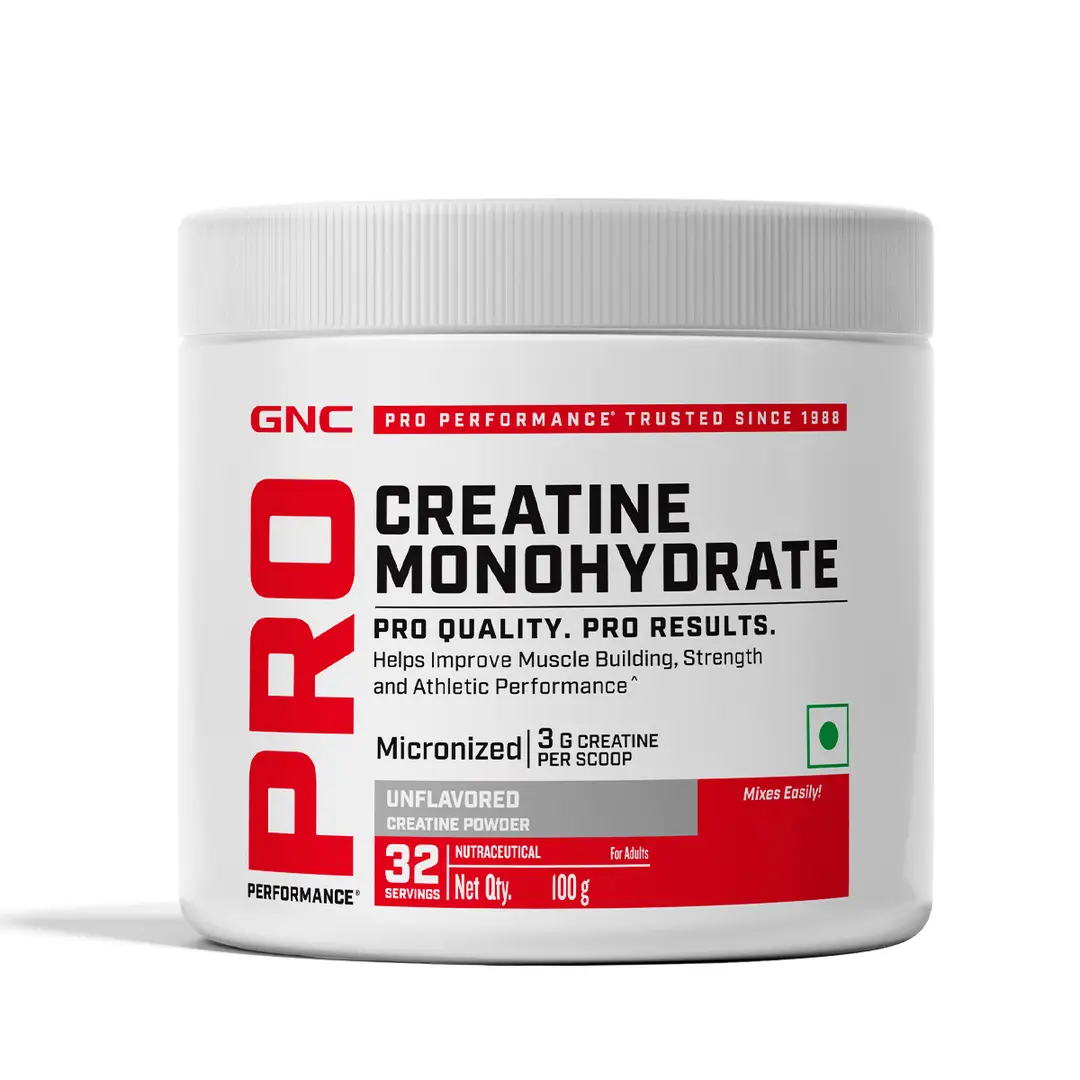 GNC PRO PERFORMANCE® TRUSTED SINCE 1988
PRO
PERFORMANCE®
CREATINE
MONOHYDRATE
PRO QUALITY. PRO RESULTS.
Helps Improve Muscle Building, Strength
and Athletic Performance^
Micronized
3 G CREATINE
PER SCOOP
UNFLAVORED
CREATINE POWDER
Mixes Easily!
32
SERVINGS
NUTRACEUTICAL For Adults
Net Qty. 100 g